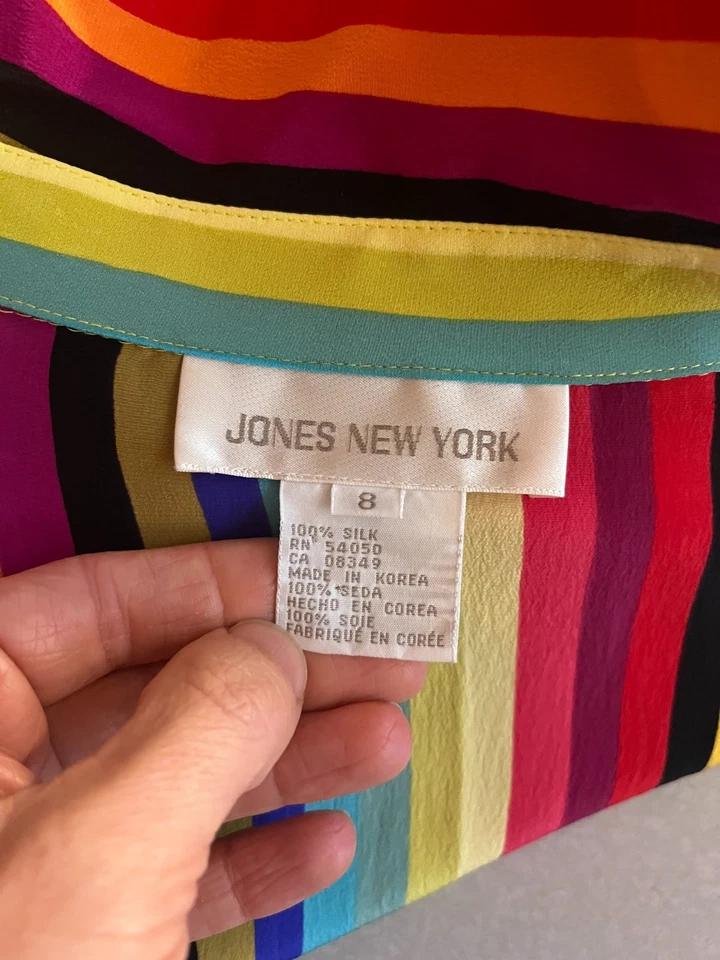 JONES NEW YORK
8
100% SILK
RN 54050
CA 08349
MADE IN KOREA
100% SEDA
HECHO EN COREA
100% SOIE
FABRIQUÉ EN CORÉE